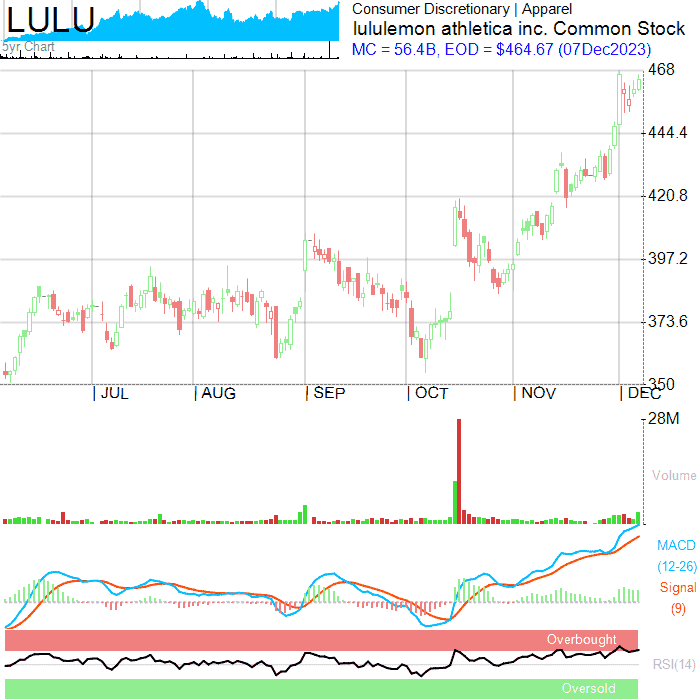 LULU
5yr Chart
Consumer Discretionary | Apparel
lululemon athletica inc. Common Stock
MC = 56.4B, EOD = $464.67 (07Dec2023)
468
444.4
420.8
397.2
373.6
350
| JUL | AUG | SEP | OCT | NOV | DEC
28M
Volume
MACD
(12-26)
Signal
(9)
Overbought
RSI(14)
Oversold